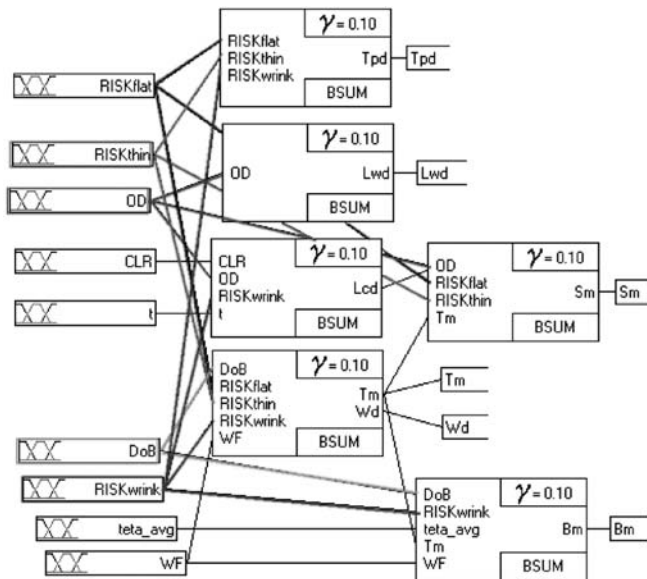 γ = 0.10
RISKflat
RISKthin
RISKwrink
Tpd
Tpd
BSUM
RISKflat
γ = 0.10
RISKthin
OD
Lwd
Lwd
OD
BSUM
γ = 0.10
CLR
CLR
OD
RISKwrink
t
Lcd
BSUM
t
γ = 0.10
OD
RISKflat
RISKthin
Tm
Sm
Sm
BSUM
γ = 0.10
DoB
RISKflat
RISKthin
RISKwrink
WF
Tm
Wd
BSUM
Tm
Wd
DoB
RISKwrink
teta_avg
WF
γ = 0.10
DoB
RISKwrink
teta_avg
Tm
WF
Bm
Bm
BSUM